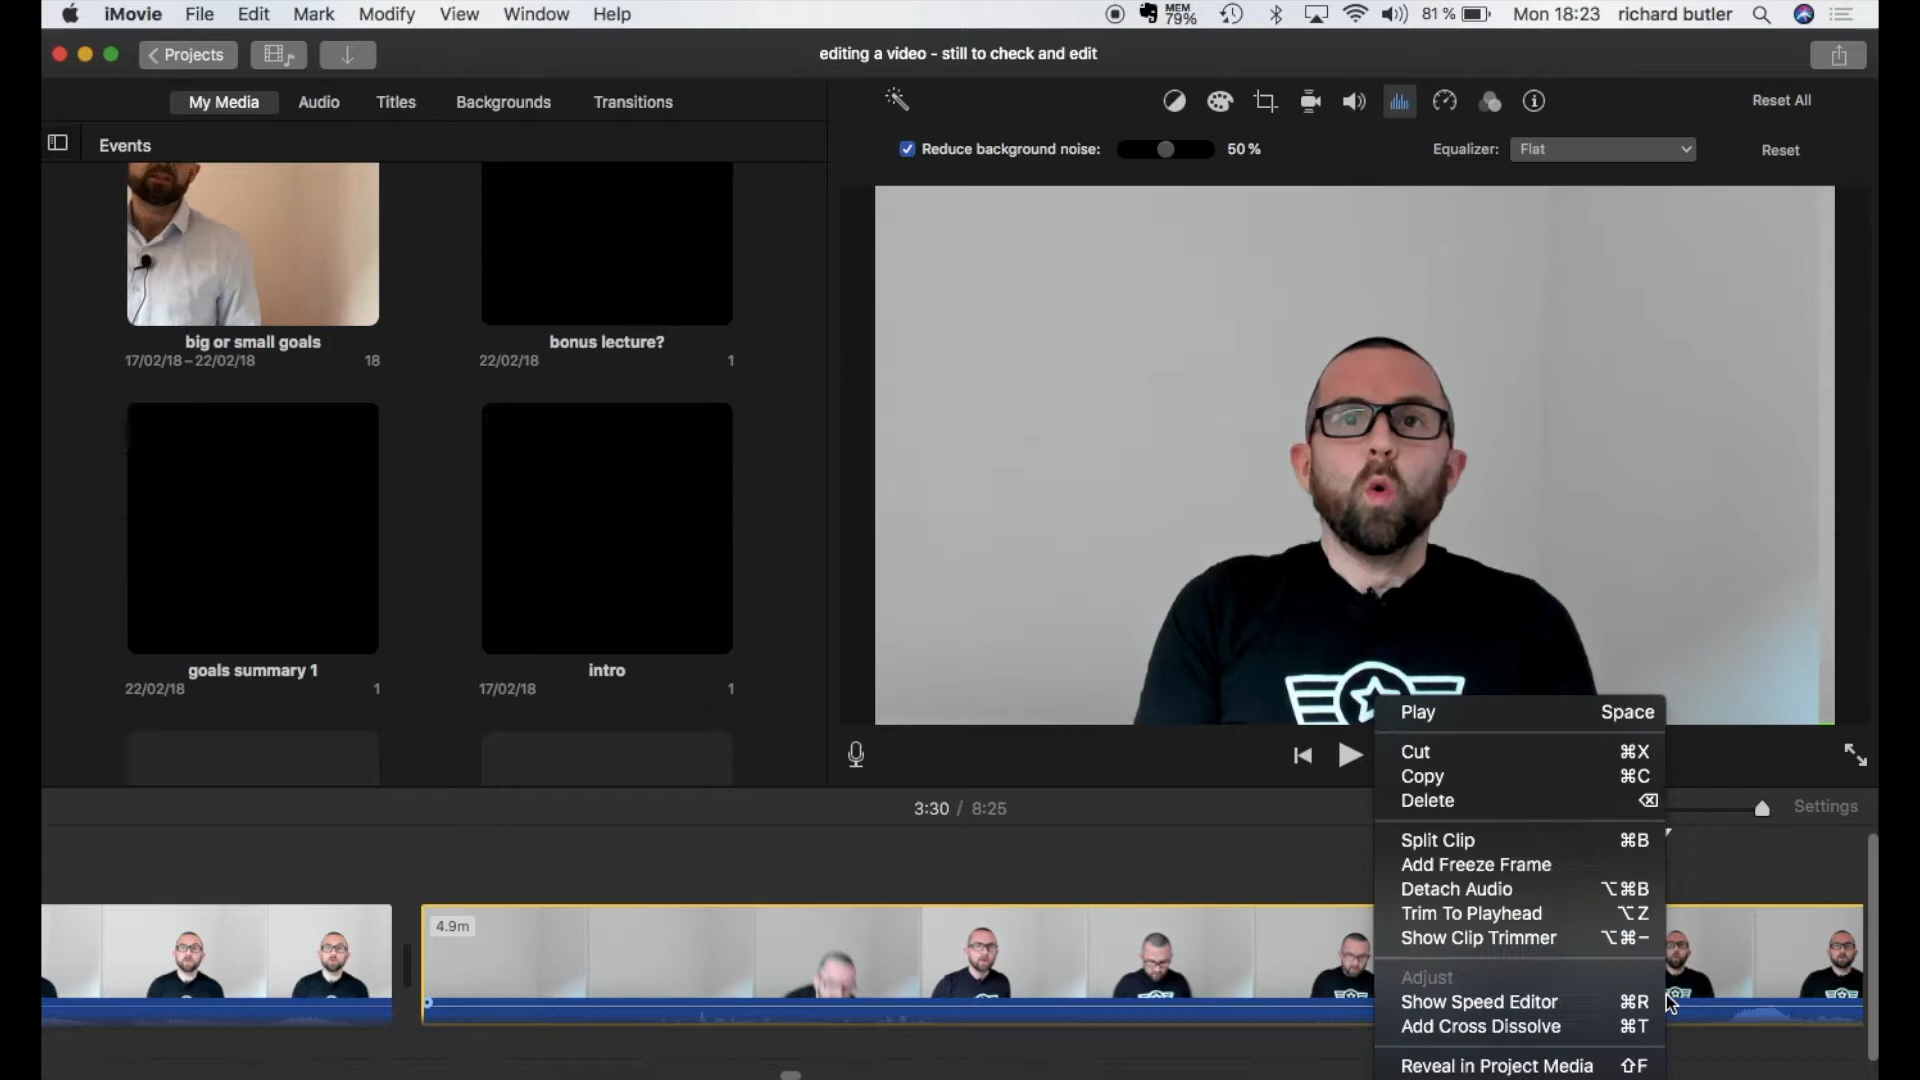 iMovie File Edit Mark Modify View Window Help MEM 79% 81% Mon 18:23 richard butler
Projects editing a video - still to check and edit
My Media Audio Titles Backgrounds Transitions Reset All
Events
Reduce background noise: 50 % Equalizer: Flat Reset
big or small goals
17/02/18 – 22/02/18 18
bonus lecture?
22/02/18 1
goals summary 1
22/02/18 1
intro
17/02/18 1
3:30 / 8:25
Settings
4.9m
Play Space
Cut ⌘X
Copy ⌘C
Delete ⌫
Split Clip ⌘B
Add Freeze Frame
Detach Audio ⌥⌘B
Trim To Playhead ⌥Z
Show Clip Trimmer ⌥⌘–
Adjust
Show Speed Editor ⌘R
Add Cross Dissolve ⌘T
Reveal in Project Media ⇧F